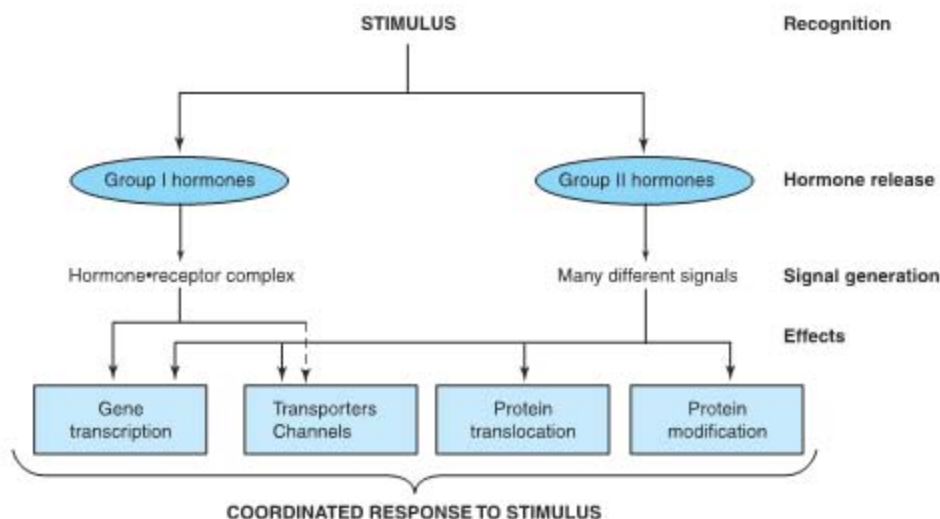 STIMULUS
Recognition
Group I hormones
Group II hormones
Hormone release
Hormone•receptor complex
Many different signals
Signal generation
Effects
Gene
transcription
Transporters
Channels
Protein
translocation
Protein
modification
COORDINATED RESPONSE TO STIMULUS